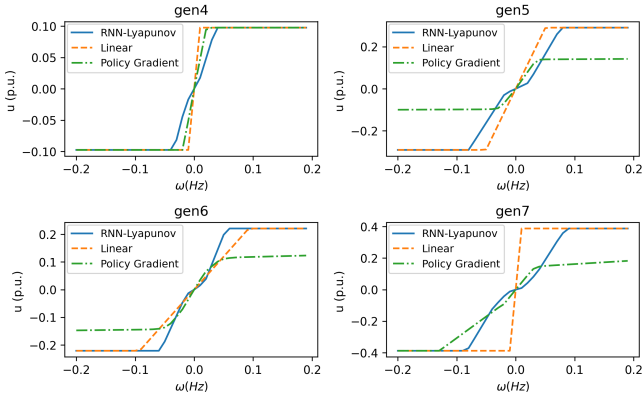 gen4
u (p.u.)
0.10
0.05
0.00
−0.05
−0.10
RNN-Lyapunov
Linear
Policy Gradient
−0.2 −0.1 0.0 0.1 0.2
ω(Hz)
gen5
u (p.u.)
0.2
0.0
−0.2
RNN-Lyapunov
Linear
Policy Gradient
−0.2 −0.1 0.0 0.1 0.2
ω(Hz)
gen6
u (p.u.)
0.2
0.1
0.0
−0.1
−0.2
RNN-Lyapunov
Linear
Policy Gradient
−0.2 −0.1 0.0 0.1 0.2
ω(Hz)
gen7
u (p.u.)
0.4
0.2
0.0
−0.2
−0.4
RNN-Lyapunov
Linear
Policy Gradient
−0.2 −0.1 0.0 0.1 0.2
ω(Hz)